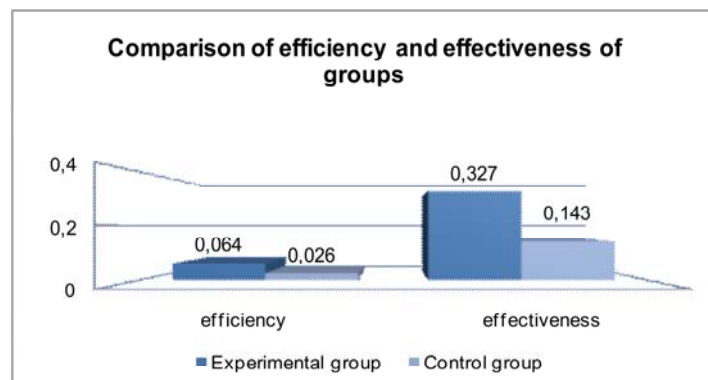 Comparison of efficiency and effectiveness of
groups
0,4
0,327
0,2
0,143
0,064
0,026
0
efficiency
effectiveness
Experimental group
Control group